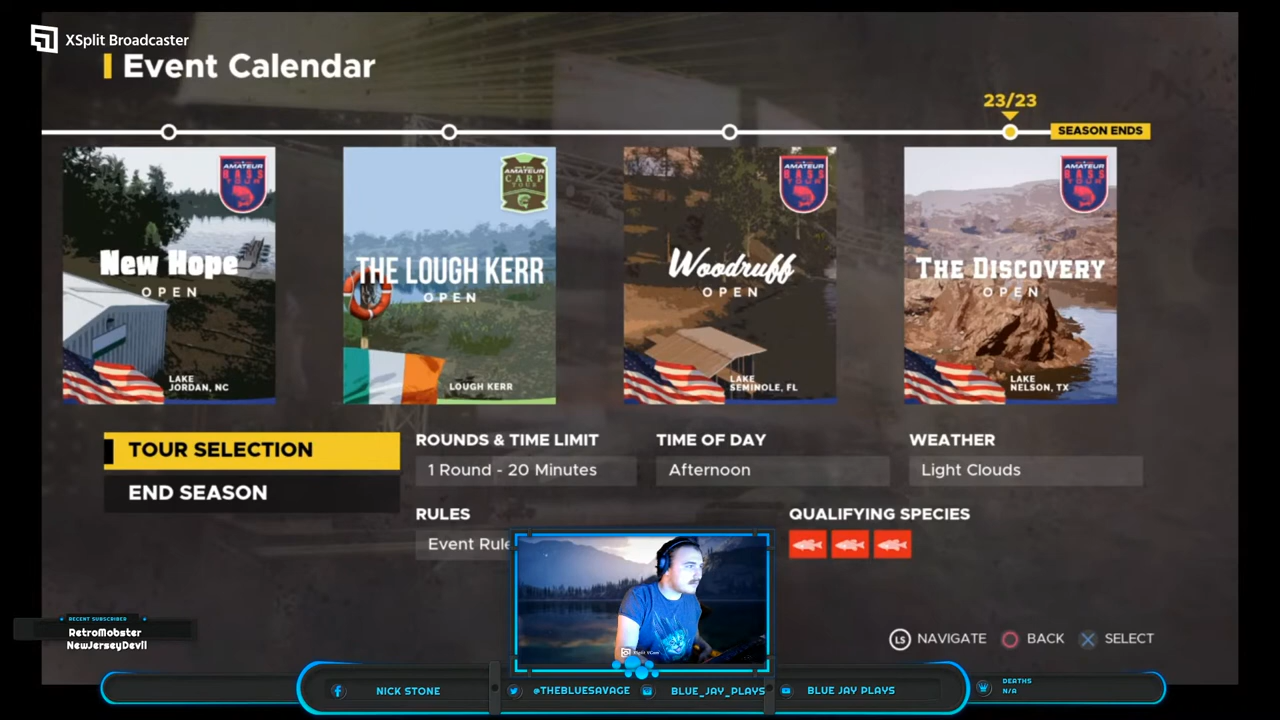 XSplit Broadcaster
Event Calendar
23/23
SEASON ENDS
AMATEUR
BASS
TOUR
New Hope
OPEN
LAKE
JORDAN, NC
AMATEUR
CARP
TOUR
THE LOUGH KERR
OPEN
LOUGH KERR
AMATEUR
BASS
TOUR
Woodruff
OPEN
LAKE
SEMINOLE, FL
AMATEUR
BASS
TOUR
THE DISCOVERY
OPEN
LAKE
NELSON, TX
TOUR SELECTION
END SEASON
ROUNDS & TIME LIMIT
1 Round - 20 Minutes
TIME OF DAY
Afternoon
WEATHER
Light Clouds
RULES
Event Rule
QUALIFYING SPECIES
RECENT SUBSCRIBER
RetroMobster
NewJerseyDevil
XSplit VCam
LS NAVIGATE BACK SELECT
NICK STONE
@THEBLUESAVAGE
BLUE_JAY_PLAYS
BLUE JAY PLAYS
DEATHS
N/A